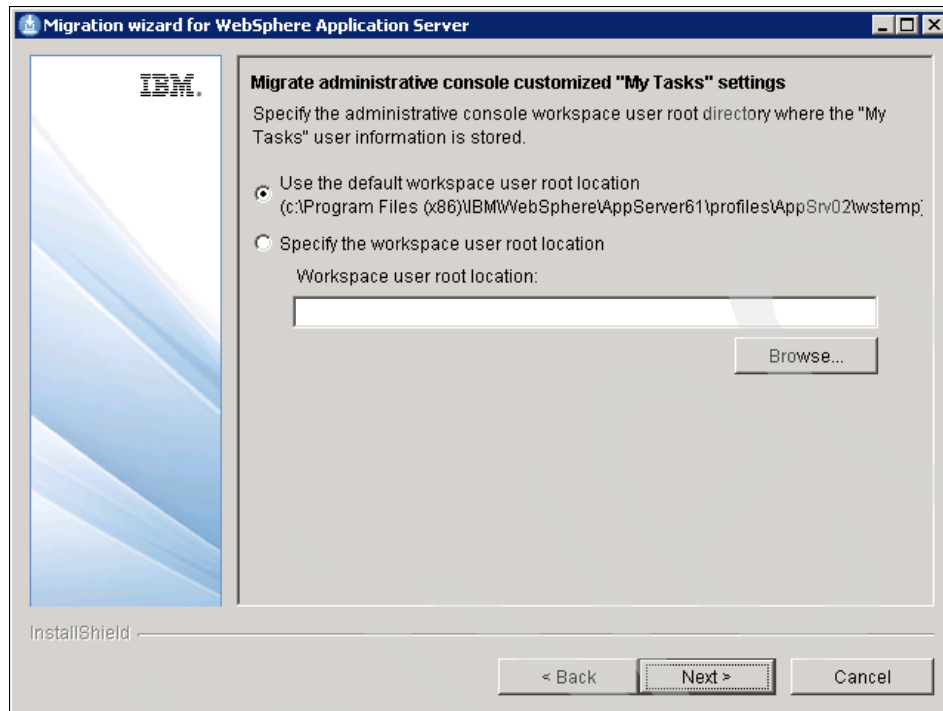 Migration wizard for WebSphere Application Server
IBM.
Migrate administrative console customized "My Tasks" settings
Specify the administrative console workspace user root directory where the "My
Tasks" user information is stored.
Use the default workspace user root location
(c:\Program Files (x86)\IBM\WebSphere\AppServer61\profiles\AppSrv02\wstemp
Specify the workspace user root location
Workspace user root location:
Browse...
InstallShield
< Back
Next >
Cancel